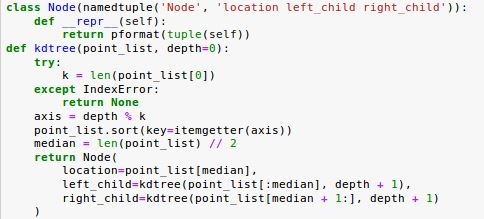 class Node(namedtuple('Node', 'location left_child right_child')):
    def __repr__(self):
        return pformat(tuple(self))
def kdtree(point_list, depth=0):
    try:
        k = len(point_list[0])
    except IndexError:
        return None
    axis = depth % k
    point_list.sort(key=itemgetter(axis))
    median = len(point_list) // 2
    return Node(
        location=point_list[median],
        left_child=kdtree(point_list[:median], depth + 1),
        right_child=kdtree(point_list[median + 1:], depth + 1)
    )